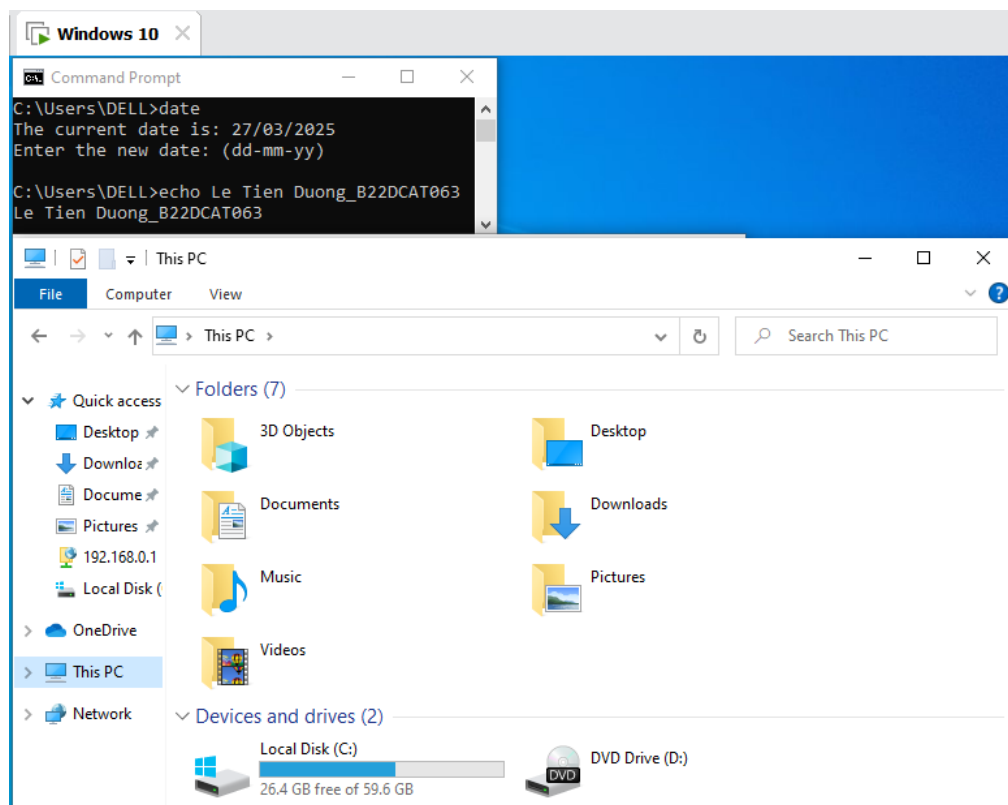 Windows 10
Command Prompt
C:\Users\DELL>date
The current date is: 27/03/2025
Enter the new date: (dd-mm-yy)
C:\Users\DELL>echo Le Tien Duong_B22DCAT063
Le Tien Duong_B22DCAT063
This PC
File Computer View
This PC
Search This PC
Quick access
Desktop
Downloa
Docume
Pictures
192.168.0.1
Local Disk (
OneDrive
This PC
Network
Folders (7)
3D Objects
Desktop
Documents
Downloads
Music
Pictures
Videos
Devices and drives (2)
Local Disk (C:)
26.4 GB free of 59.6 GB
DVD Drive (D:)
DVD